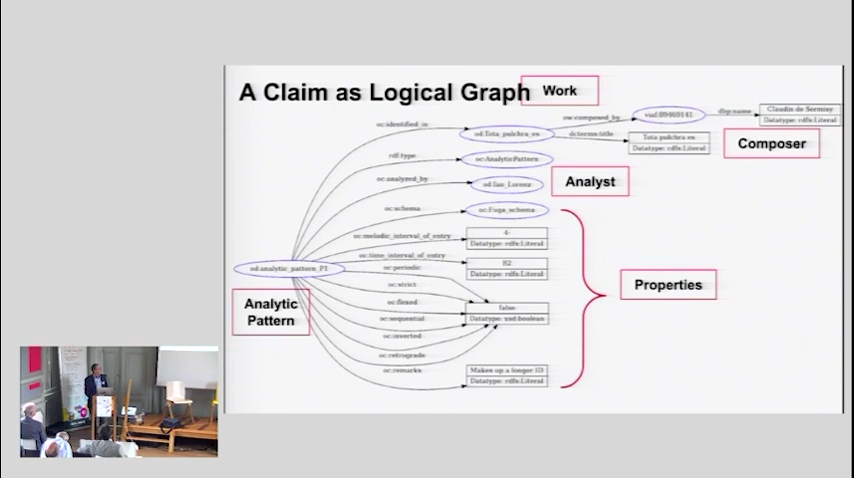 A Claim as Logical Graph
Work
oc:identified_in
od:Tota_pulchra_es
ow:composed_by
viaf:89469141
dbp:name
Claudin de Sermisy
Datatype: rdfs:Literal
dcterms:title
Tota pulchra es
Datatype: rdfs:Literal
Composer
rdf:type
oc:AnalyticPattern
oc:analyzed_by
od:Ian_Lorenz
Analyst
oc:schema
oc:Fuga_schema
oc:melodic_interval_of_entry
4-
Datatype: rdfs:Literal
oc:time_interval_of_entry
82
Datatype: rdfs:Literal
od:analytic_pattern_P1
Analytic
Pattern
oc:periodic
oc:strict
oc:flexed
oc:sequential
oc:inverted
oc:retrograde
false
Datatype: xsd:boolean
oc:remarks
Makes up a longer ID
Datatype: rdfs:Literal
Properties